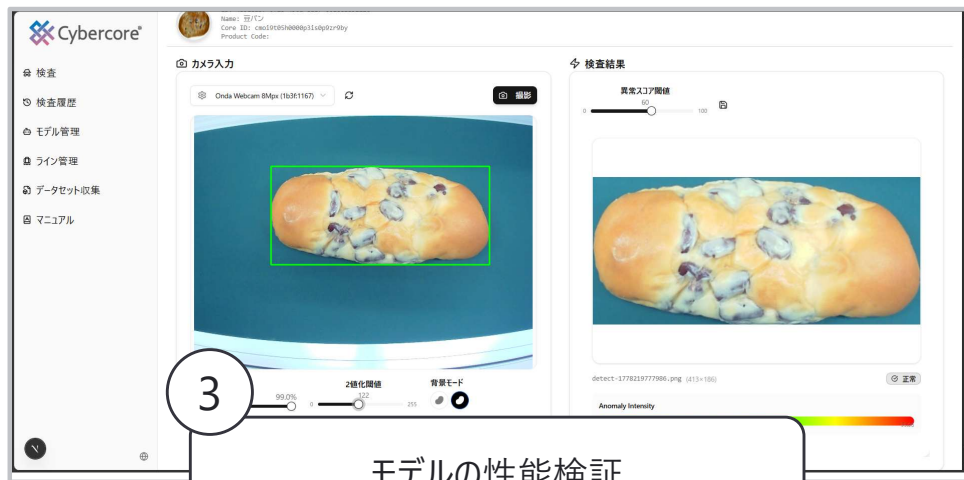 Cybercore®
検査
検査履歴
モデル管理
ライン管理
データセット収集
マニュアル
Name: 豆パン
Core ID: cmo19t05h0000p31s0p9zr9by
Product Code:
カメラ入力
Onda Webcam 8Mpx (1b3f:1167)
撮影
99.0%
2値化閾値
122
0
255
背景モード
検査結果
異常スコア閾値
60
0
100
detect-1778219777986.png (413×186)
正常
Anomaly Intensity
3
モデルの性能検証